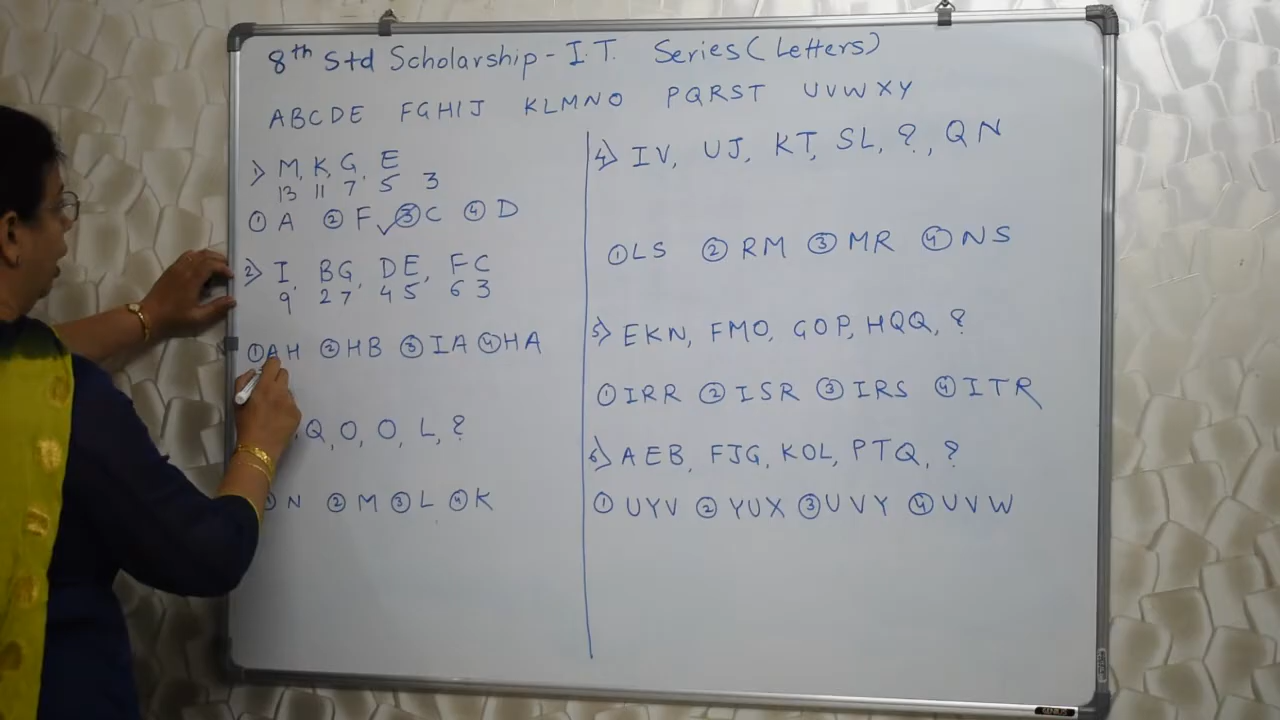 8th Std Scholarship - I.T. Series (Letters)
ABCDE FGHIJ KLMNO PQRST UVWXY
1) M, K, G, E
13 11 7 5 3
① A ② F ✓③ C ④ D
2) I, BG, DE, FC
9 27 45 63
① AH ② HB ③ IA ④ HA
Q, O, O, L, ?
① N ② M ③ L ④ K
4) IV, UJ, KT, SL, ?, QN
① LS ② RM ③ MR ④ NS
5) EKN, FMO, GOP, HQQ, ?
① IRR ② ISR ③ IRS ④ ITR
6) AEB, FJG, KOL, PTQ, ?
① UYV ② YUX ③ UVY ④ UVW